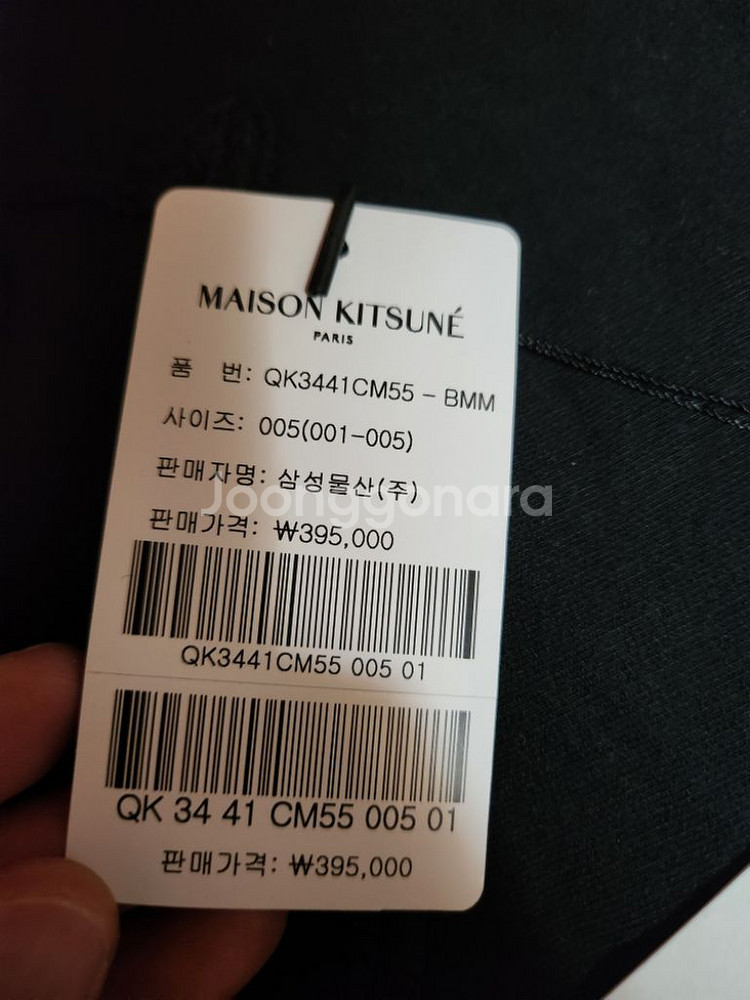 MAISON KITSUNÉ
PARIS
품 번: QK3441CM55 - BMM
사이즈: 005(001-005)
판매자명: 삼성물산(주)
Joonggonara
판매가격: ₩395,000
QK3441CM55 005 01
QK 34 41 CM55 005 01
판매가격: ₩395,000